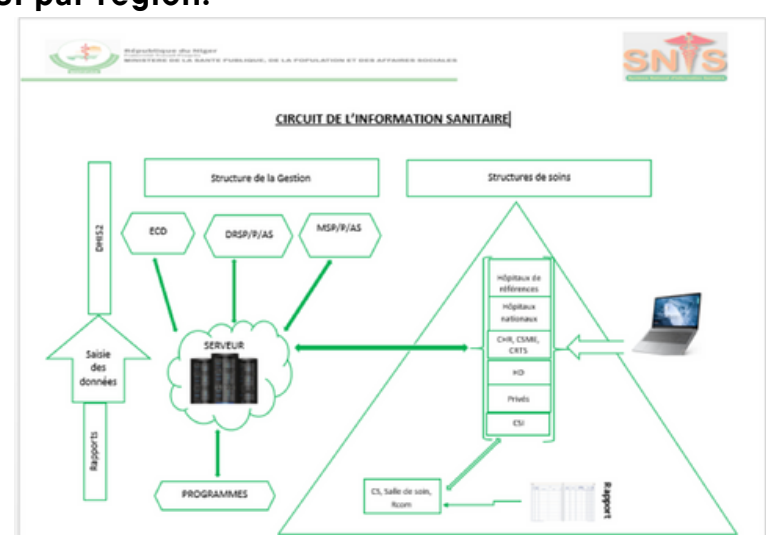 par région.
République du Niger
MINISTERE DE LA SANTE PUBLIQUE, DE LA POPULATION ET DES AFFAIRES SOCIALES
SNIS
CIRCUIT DE L'INFORMATION SANITAIRE
Structure de la Gestion
Structures de soins
DHIS2
ECD
DRSP/P/AS
MSP/P/AS
Hôpitaux de
références
Hôpitaux
nationaux
CHR, CSME,
CRTS
HD
Privés
CSI
SERVEUR
Saisie
des
données
Rapports
PROGRAMMES
CS, Salle de soin,
Rcom
Rapport